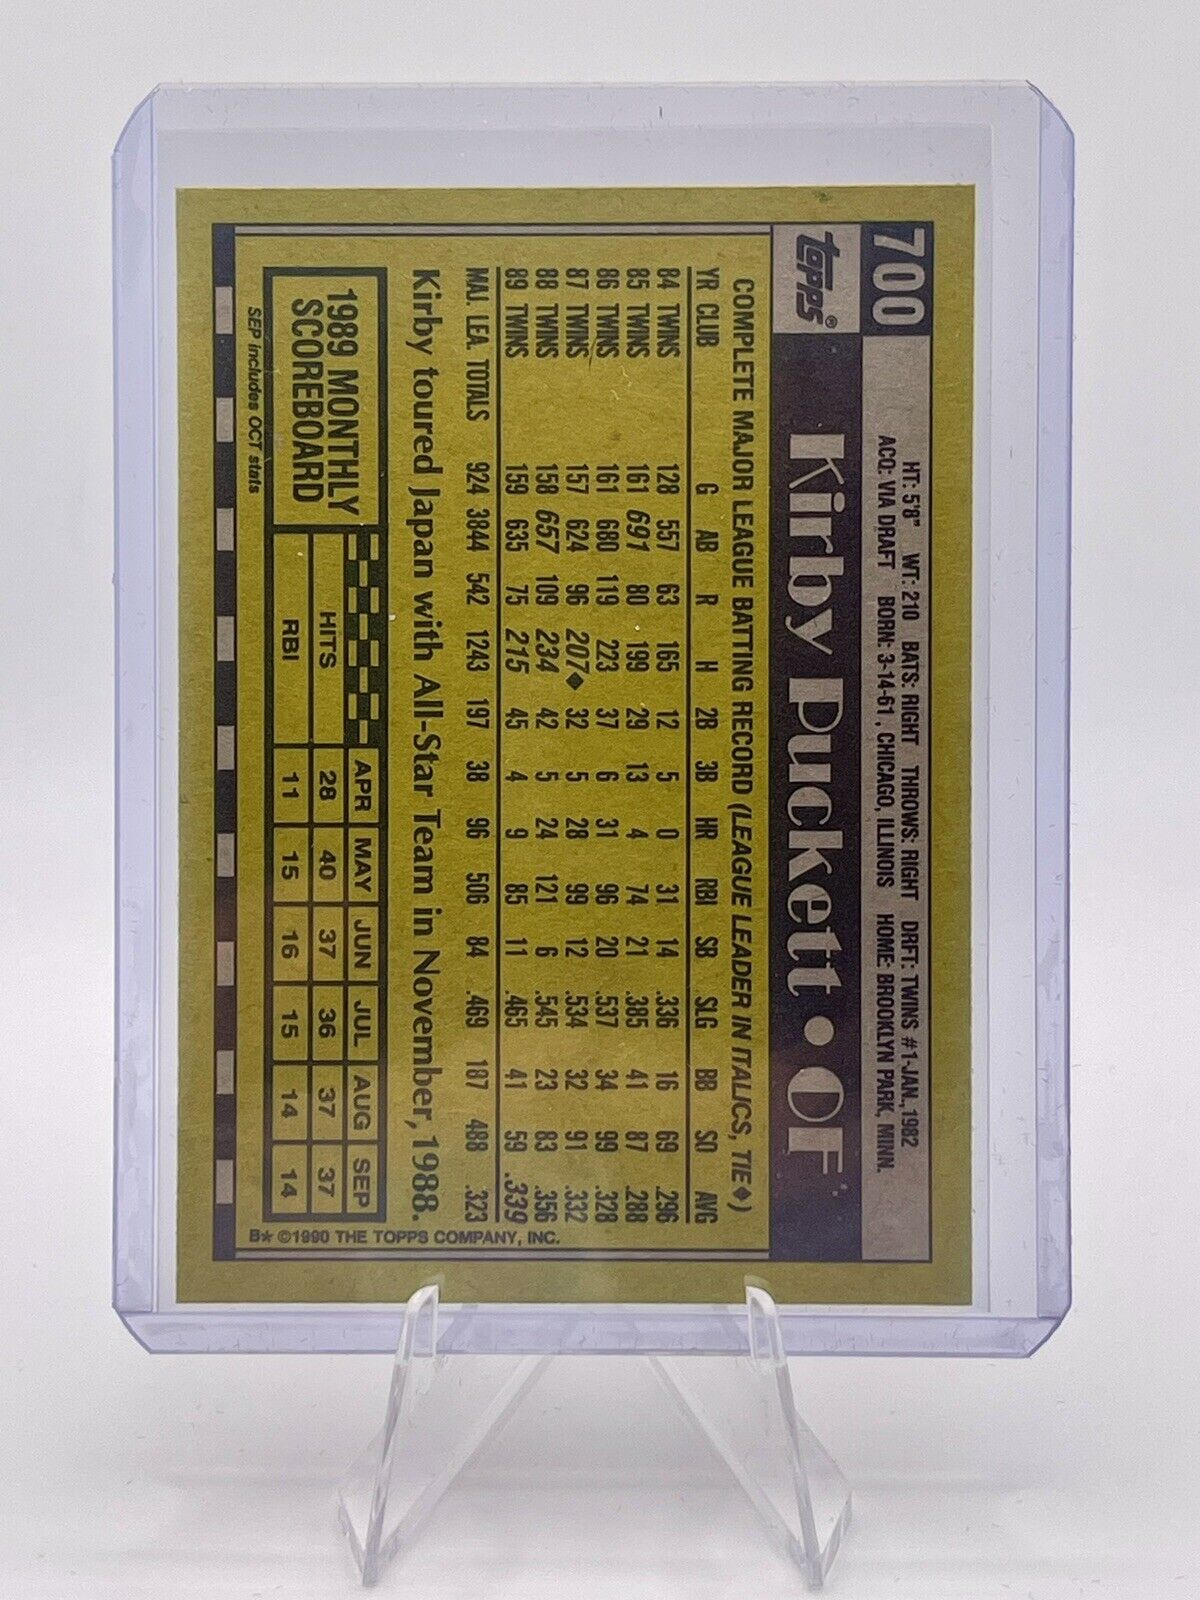 700
topps®
HT: 5'8" WT: 210 BATS: RIGHT THROWS: RIGHT DRFT: TWINS #1-JAN., 1982
ACQ: VIA DRAFT BORN: 3-14-61, CHICAGO, ILLINOIS HOME: BROOKLYN PARK, MINN.
Kirby Puckett • OF
COMPLETE MAJOR LEAGUE BATTING RECORD (LEAGUE LEADER IN ITALICS, TIE♦)
YR CLUB G AB R H 2B 3B HR RBI SB SLG BB SO AVG
84 TWINS 128 557 63 165 12 5 0 31 14 .336 16 69 .296
85 TWINS 161 691 80 199 29 13 4 74 21 .385 41 87 .288
86 TWINS 161 680 119 223 37 6 31 96 20 .537 34 99 .328
87 TWINS 157 624 96 207♦ 32 5 28 99 12 .534 32 91 .332
88 TWINS 158 657 109 234 42 5 24 121 6 .545 23 83 .356
89 TWINS 159 635 75 215 45 4 9 85 11 .465 41 59 .339
MAJ. LEA. TOTALS 924 3844 542 1243 197 38 96 506 84 .469 187 488 .323
Kirby toured Japan with All-Star Team in November, 1988.
1989 MONTHLY
SCOREBOARD
APR MAY JUN JUL AUG SEP
HITS 28 40 37 36 37 37
RBI 11 15 16 15 14 14
SEP includes OCT stats
B* ©1990 THE TOPPS COMPANY, INC.